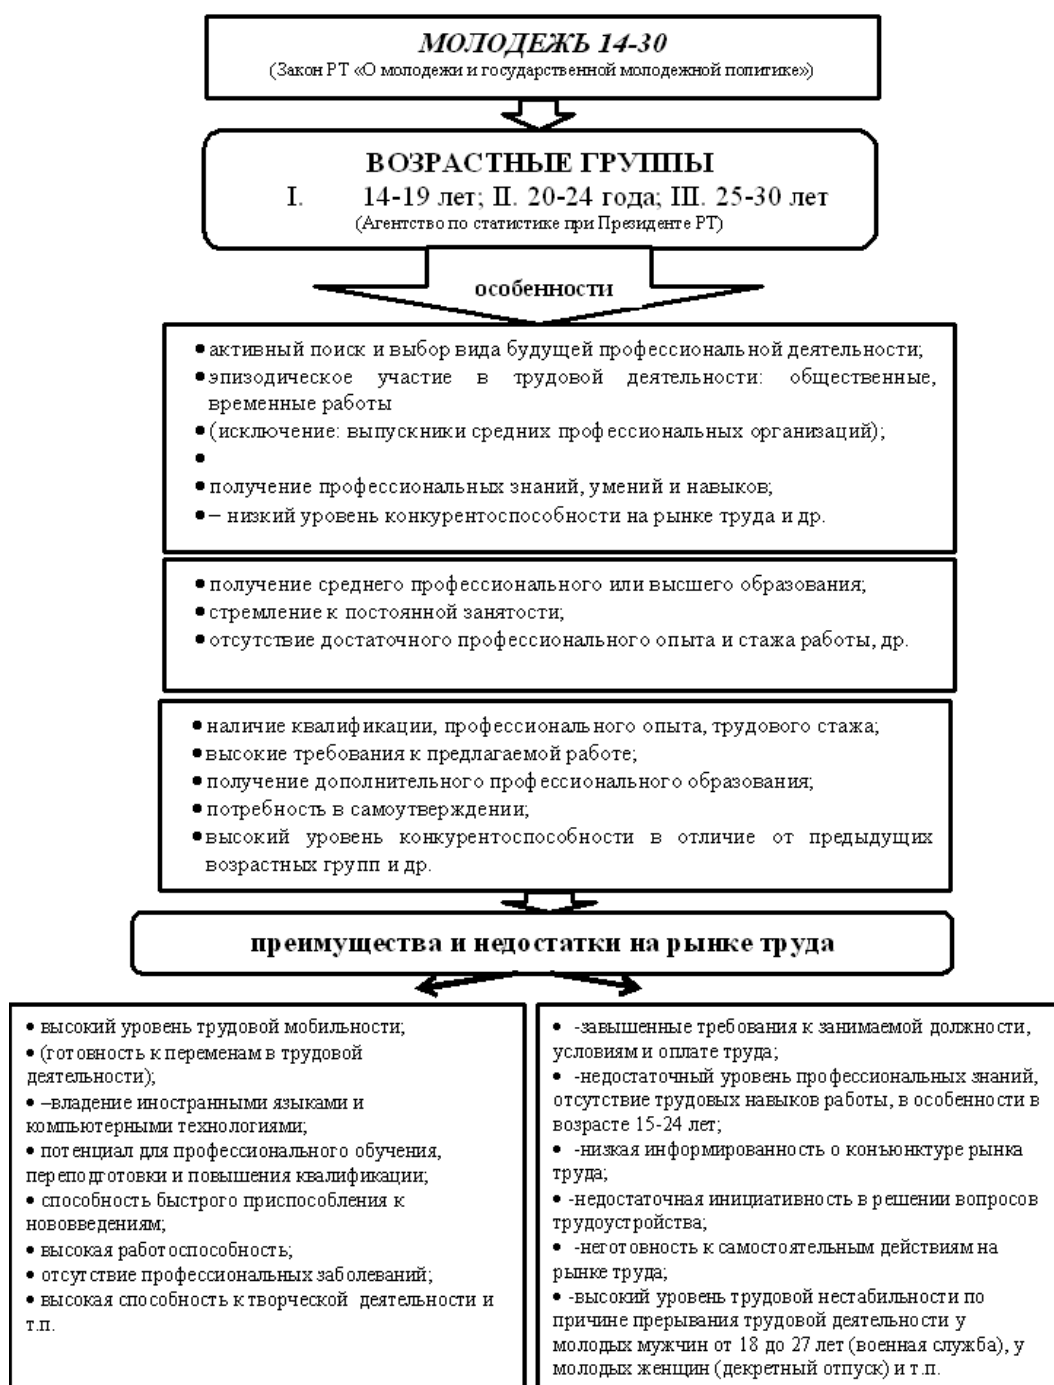 МОЛОДЕЖЬ 14-30
(Закон РТ «О молодежи и государственной молодежной политике»)
ВОЗРАСТНЫЕ ГРУППЫ
I. 14-19 лет; II. 20-24 года; III. 25-30 лет
(Агентство по статистике при Президенте РТ)
особенности
• активный поиск и выбор вида будущей профессиональной деятельности;
• эпизодическое участие в трудовой деятельности: общественные,
временные работы
• (исключение: выпускники средних профессиональных организаций);
•
• получение профессиональных знаний, умений и навыков;
• – низкий уровень конкурентоспособности на рынке труда и др.
• получение среднего профессионального или высшего образования;
• стремление к постоянной занятости;
• отсутствие достаточного профессионального опыта и стажа работы, др.
• наличие квалификации, профессионального опыта, трудового стажа;
• высокие требования к предлагаемой работе;
• получение дополнительного профессионального образования;
• потребность в самоутверждении;
• высокий уровень конкурентоспособности в отличие от предыдущих
возрастных групп и др.
преимущества и недостатки на рынке труда
• высокий уровень трудовой мобильности;
• (готовность к переменам в трудовой
деятельности);
• –владение иностранными языками и
компьютерными технологиями;
• потенциал для профессионального обучения,
переподготовки и повышения квалификации;
• способность быстрого приспособления к
нововведениям;
• высокая работоспособность;
• отсутствие профессиональных заболеваний;
• высокая способность к творческой деятельности и
т.п.
• -завышенные требования к занимаемой должности,
условиям и оплате труда;
• -недостаточный уровень профессиональных знаний,
отсутствие трудовых навыков работы, в особенности в
возрасте 15-24 лет;
• -низкая информированность о конъюнктуре рынка
труда;
• -недостаточная инициативность в решении вопросов
трудоустройства;
• -неготовность к самостоятельным действиям на
рынке труда;
• -высокий уровень трудовой нестабильности по
причине прерывания трудовой деятельности у
молодых мужчин от 18 до 27 лет (военная служба), у
молодых женщин (декретный отпуск) и т.п.